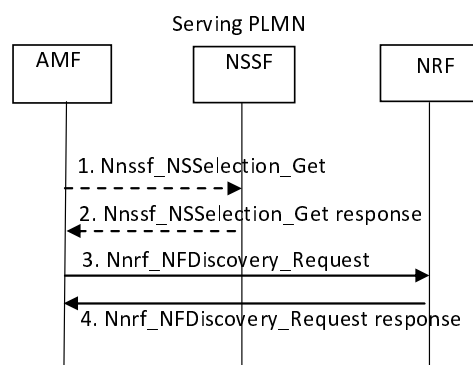 Serving PLMN
AMF
NSSF
NRF
1. Nnssf_NSSelection_Get
2. Nnssf_NSSelection_Get response
3. Nnrf_NFDiscovery_Request
4. Nnrf_NFDiscovery_Request response